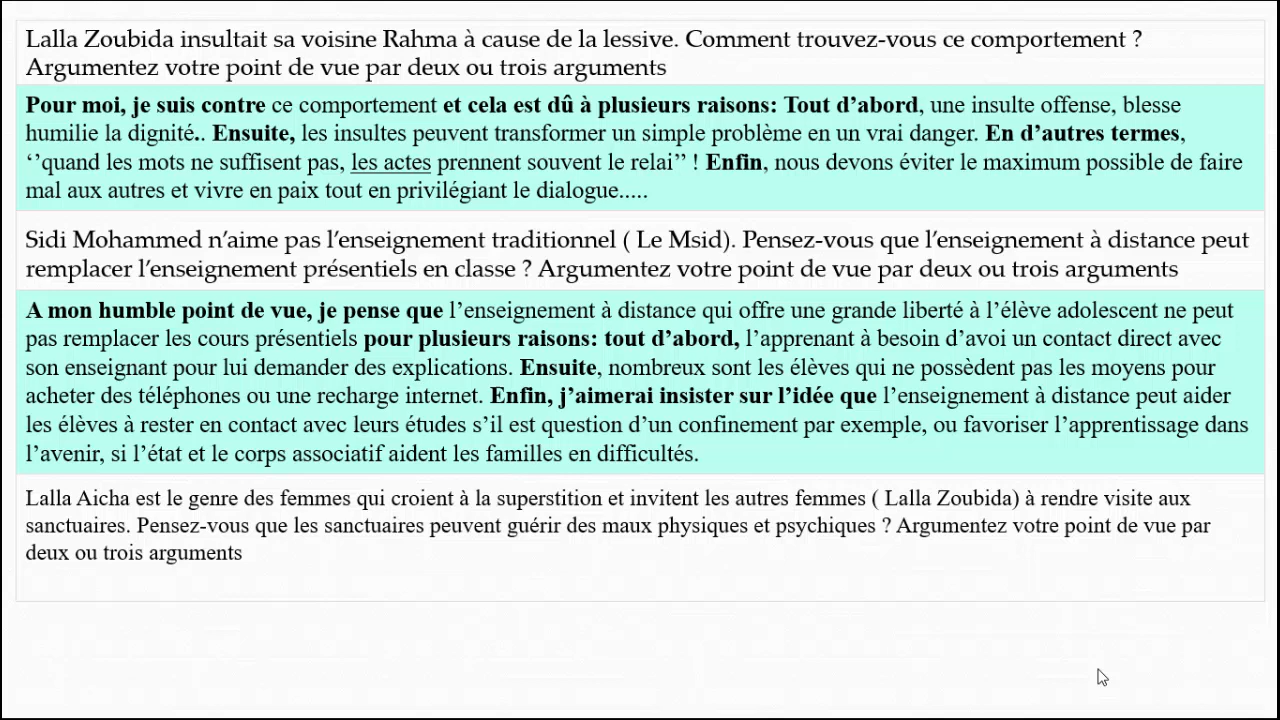 Lalla Zoubida insultait sa voisine Rahma à cause de la lessive. Comment trouvez-vous ce comportement ?
Argumentez votre point de vue par deux ou trois arguments
Pour moi, je suis contre ce comportement et cela est dû à plusieurs raisons: Tout d’abord, une insulte offense, blesse
humilie la dignité.. Ensuite, les insultes peuvent transformer un simple problème en un vrai danger. En d’autres termes,
‘’quand les mots ne suffisent pas, les actes prennent souvent le relai’’ ! Enfin, nous devons éviter le maximum possible de faire
mal aux autres et vivre en paix tout en privilégiant le dialogue.....
Sidi Mohammed n’aime pas l’enseignement traditionnel ( Le Msid). Pensez-vous que l’enseignement à distance peut
remplacer l’enseignement présentiels en classe ? Argumentez votre point de vue par deux ou trois arguments
A mon humble point de vue, je pense que l’enseignement à distance qui offre une grande liberté à l’élève adolescent ne peut
pas remplacer les cours présentiels pour plusieurs raisons: tout d’abord, l’apprenant à besoin d’avoi un contact direct avec
son enseignant pour lui demander des explications. Ensuite, nombreux sont les élèves qui ne possèdent pas les moyens pour
acheter des téléphones ou une recharge internet. Enfin, j’aimerai insister sur l’idée que l’enseignement à distance peut aider
les élèves à rester en contact avec leurs études s’il est question d’un confinement par exemple, ou favoriser l’apprentissage dans
l’avenir, si l’état et le corps associatif aident les familles en difficultés.
Lalla Aicha est le genre des femmes qui croient à la superstition et invitent les autres femmes ( Lalla Zoubida) à rendre visite aux
sanctuaires. Pensez-vous que les sanctuaires peuvent guérir des maux physiques et psychiques ? Argumentez votre point de vue par
deux ou trois arguments